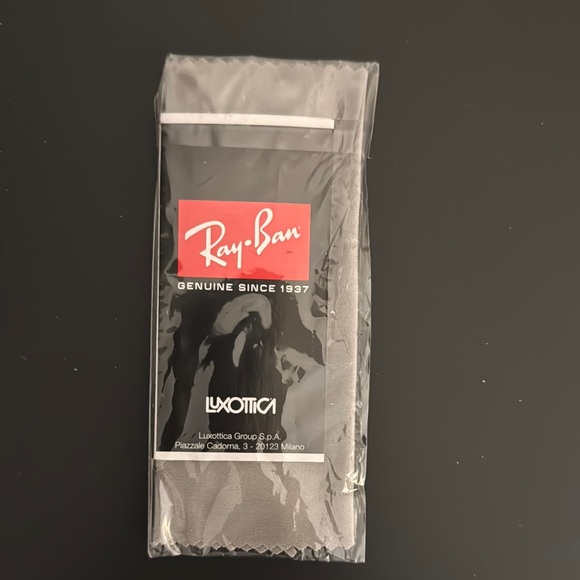 Ray-Ban
GENUINE SINCE 1937
LUXOTTICA
Luxottica Group S.p.A.
Piazzale Cadorna, 3 - 20123 Milano